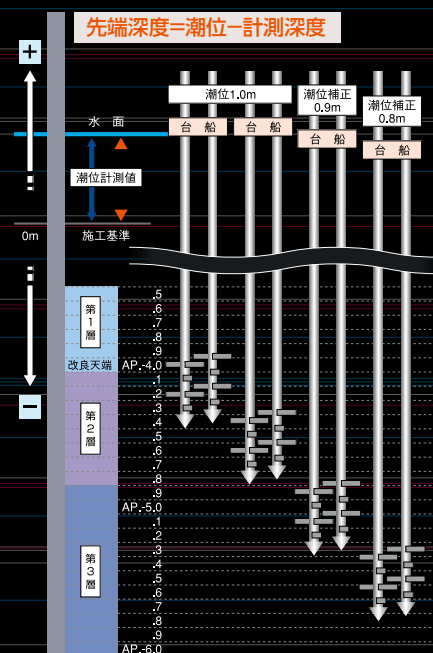 先端深度=潮位−計測深度
+
潮位1.0m
潮位補正
0.9m
潮位補正
0.8m
水面
台船
台船
台船
台船
潮位計測値
0m
施工基準
第1層
改良天端
第2層
第3層
−
.5
.6
.7
.8
.9
AP.-4.0
.1
.2
.3
.4
.5
.6
.7
.8
.9
AP.-5.0
.1
.2
.3
.4
.5
.6
.7
.8
.9
AP.-6.0